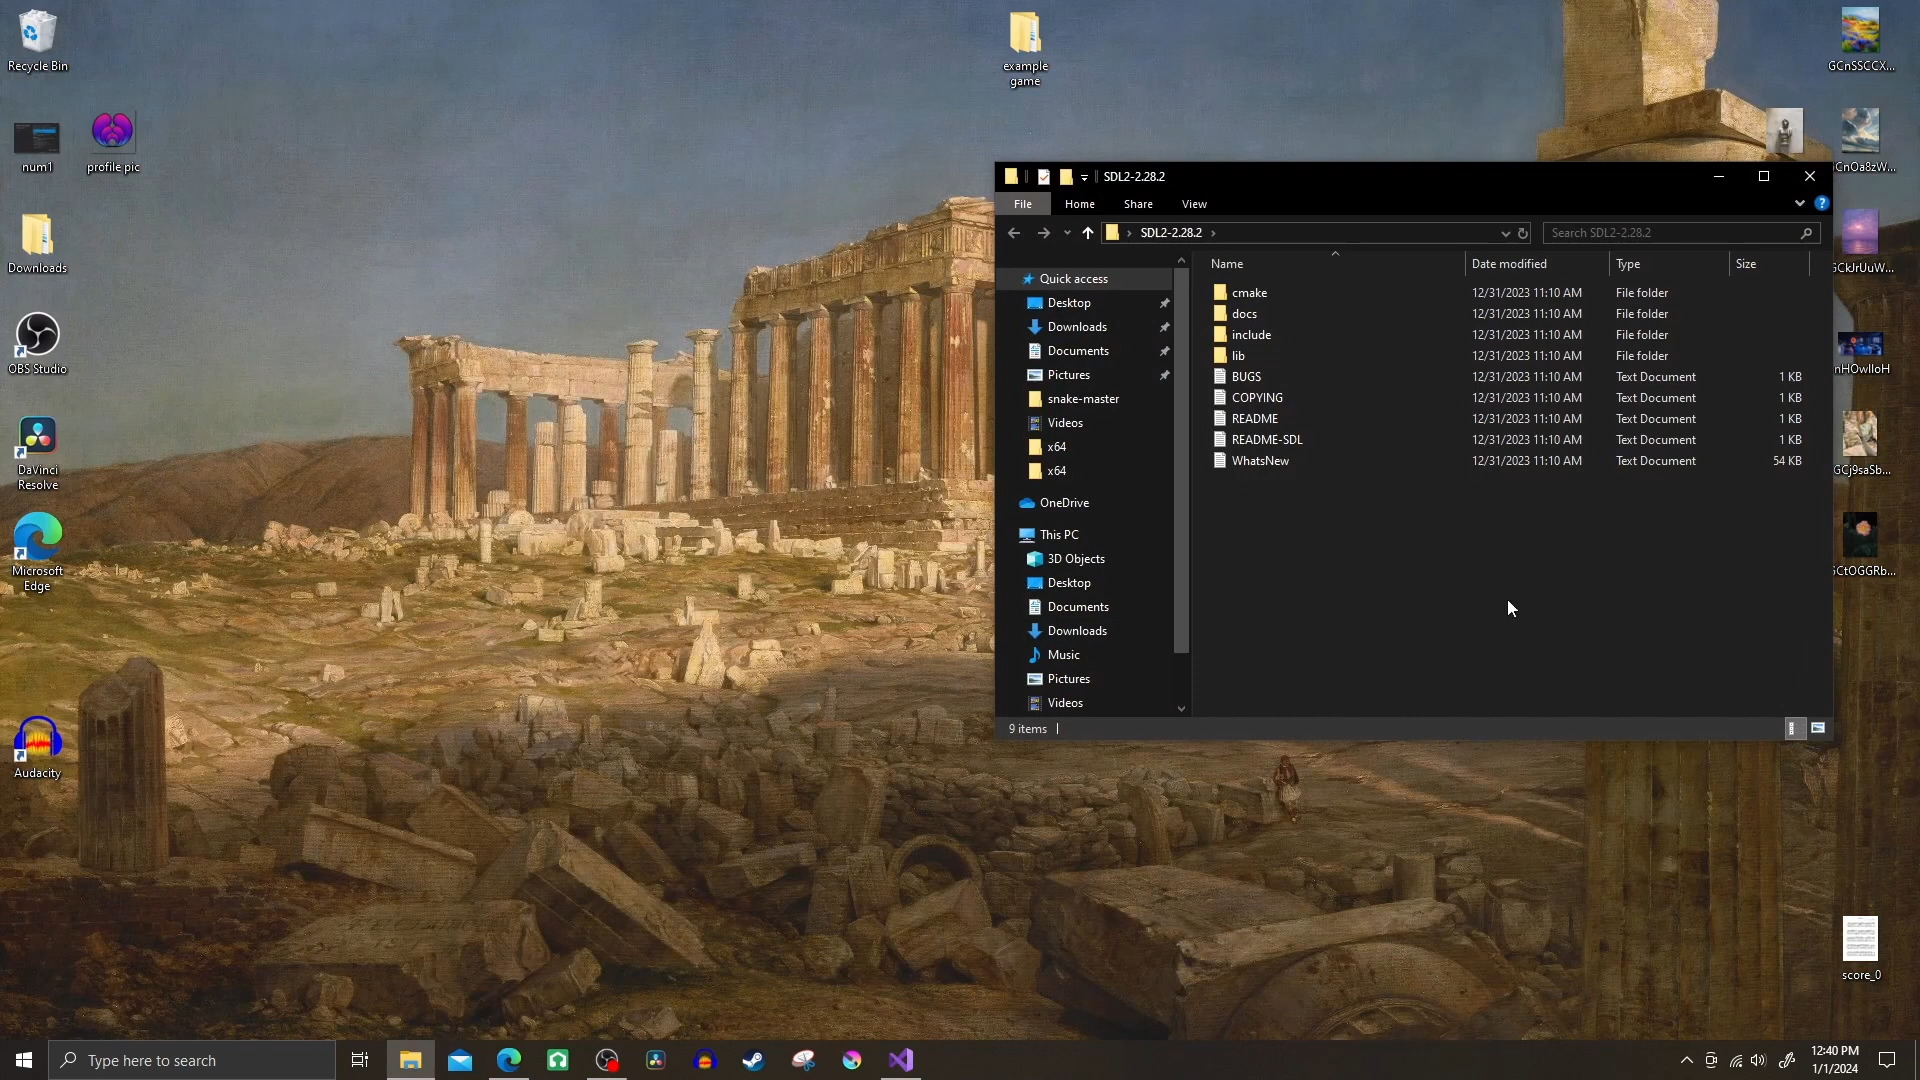 Recycle Bin
num1
profile pic
Downloads
OBS Studio
DaVinci
Resolve
Microsoft
Edge
Audacity
example
game
GCnSSCCX...
CnOa8zW...
GCkJrUuW...
nHOwlIoH
GCj9saSb...
GCtOGGRb...
score_0
SDL2-2.28.2
File
Home
Share
View
SDL2-2.28.2
Search SDL2-2.28.2
Quick access
Desktop
Downloads
Documents
Pictures
snake-master
Videos
x64
x64
OneDrive
This PC
3D Objects
Desktop
Documents
Downloads
Music
Pictures
Videos
Name Date modified Type Size
cmake 12/31/2023 11:10 AM File folder
docs 12/31/2023 11:10 AM File folder
include 12/31/2023 11:10 AM File folder
lib 12/31/2023 11:10 AM File folder
BUGS 12/31/2023 11:10 AM Text Document 1 KB
COPYING 12/31/2023 11:10 AM Text Document 1 KB
README 12/31/2023 11:10 AM Text Document 1 KB
README-SDL 12/31/2023 11:10 AM Text Document 1 KB
WhatsNew 12/31/2023 11:10 AM Text Document 54 KB
9 items
Type here to search
12:40 PM
1/1/2024